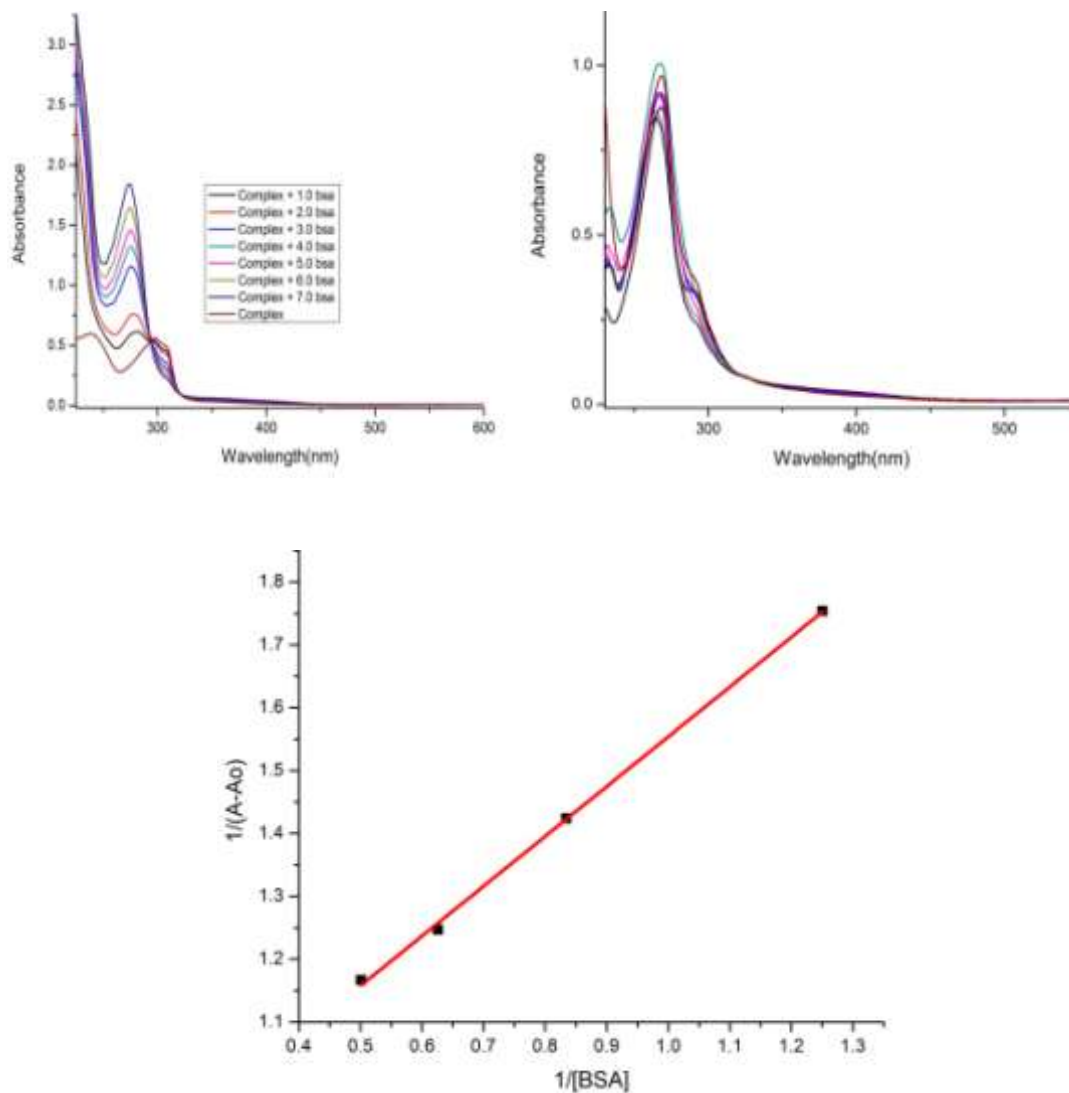 3.0
2.5
2.0
1.5
1.0
0.5
0.0
Absorbance
Complex + 1.0 bsa
Complex + 2.0 bsa
Complex + 3.0 bsa
Complex + 4.0 bsa
Complex + 5.0 bsa
Complex + 6.0 bsa
Complex + 7.0 bsa
Complex
300 400 500 600
Wavelength(nm)
1.0
0.5
0.0
Absorbance
300 400 500
Wavelength(nm)
1.8
1.7
1.6
1.5
1.4
1.3
1.2
1.1
1/(A-Ao)
0.4 0.5 0.6 0.7 0.8 0.9 1.0 1.1 1.2 1.3
1/[BSA]